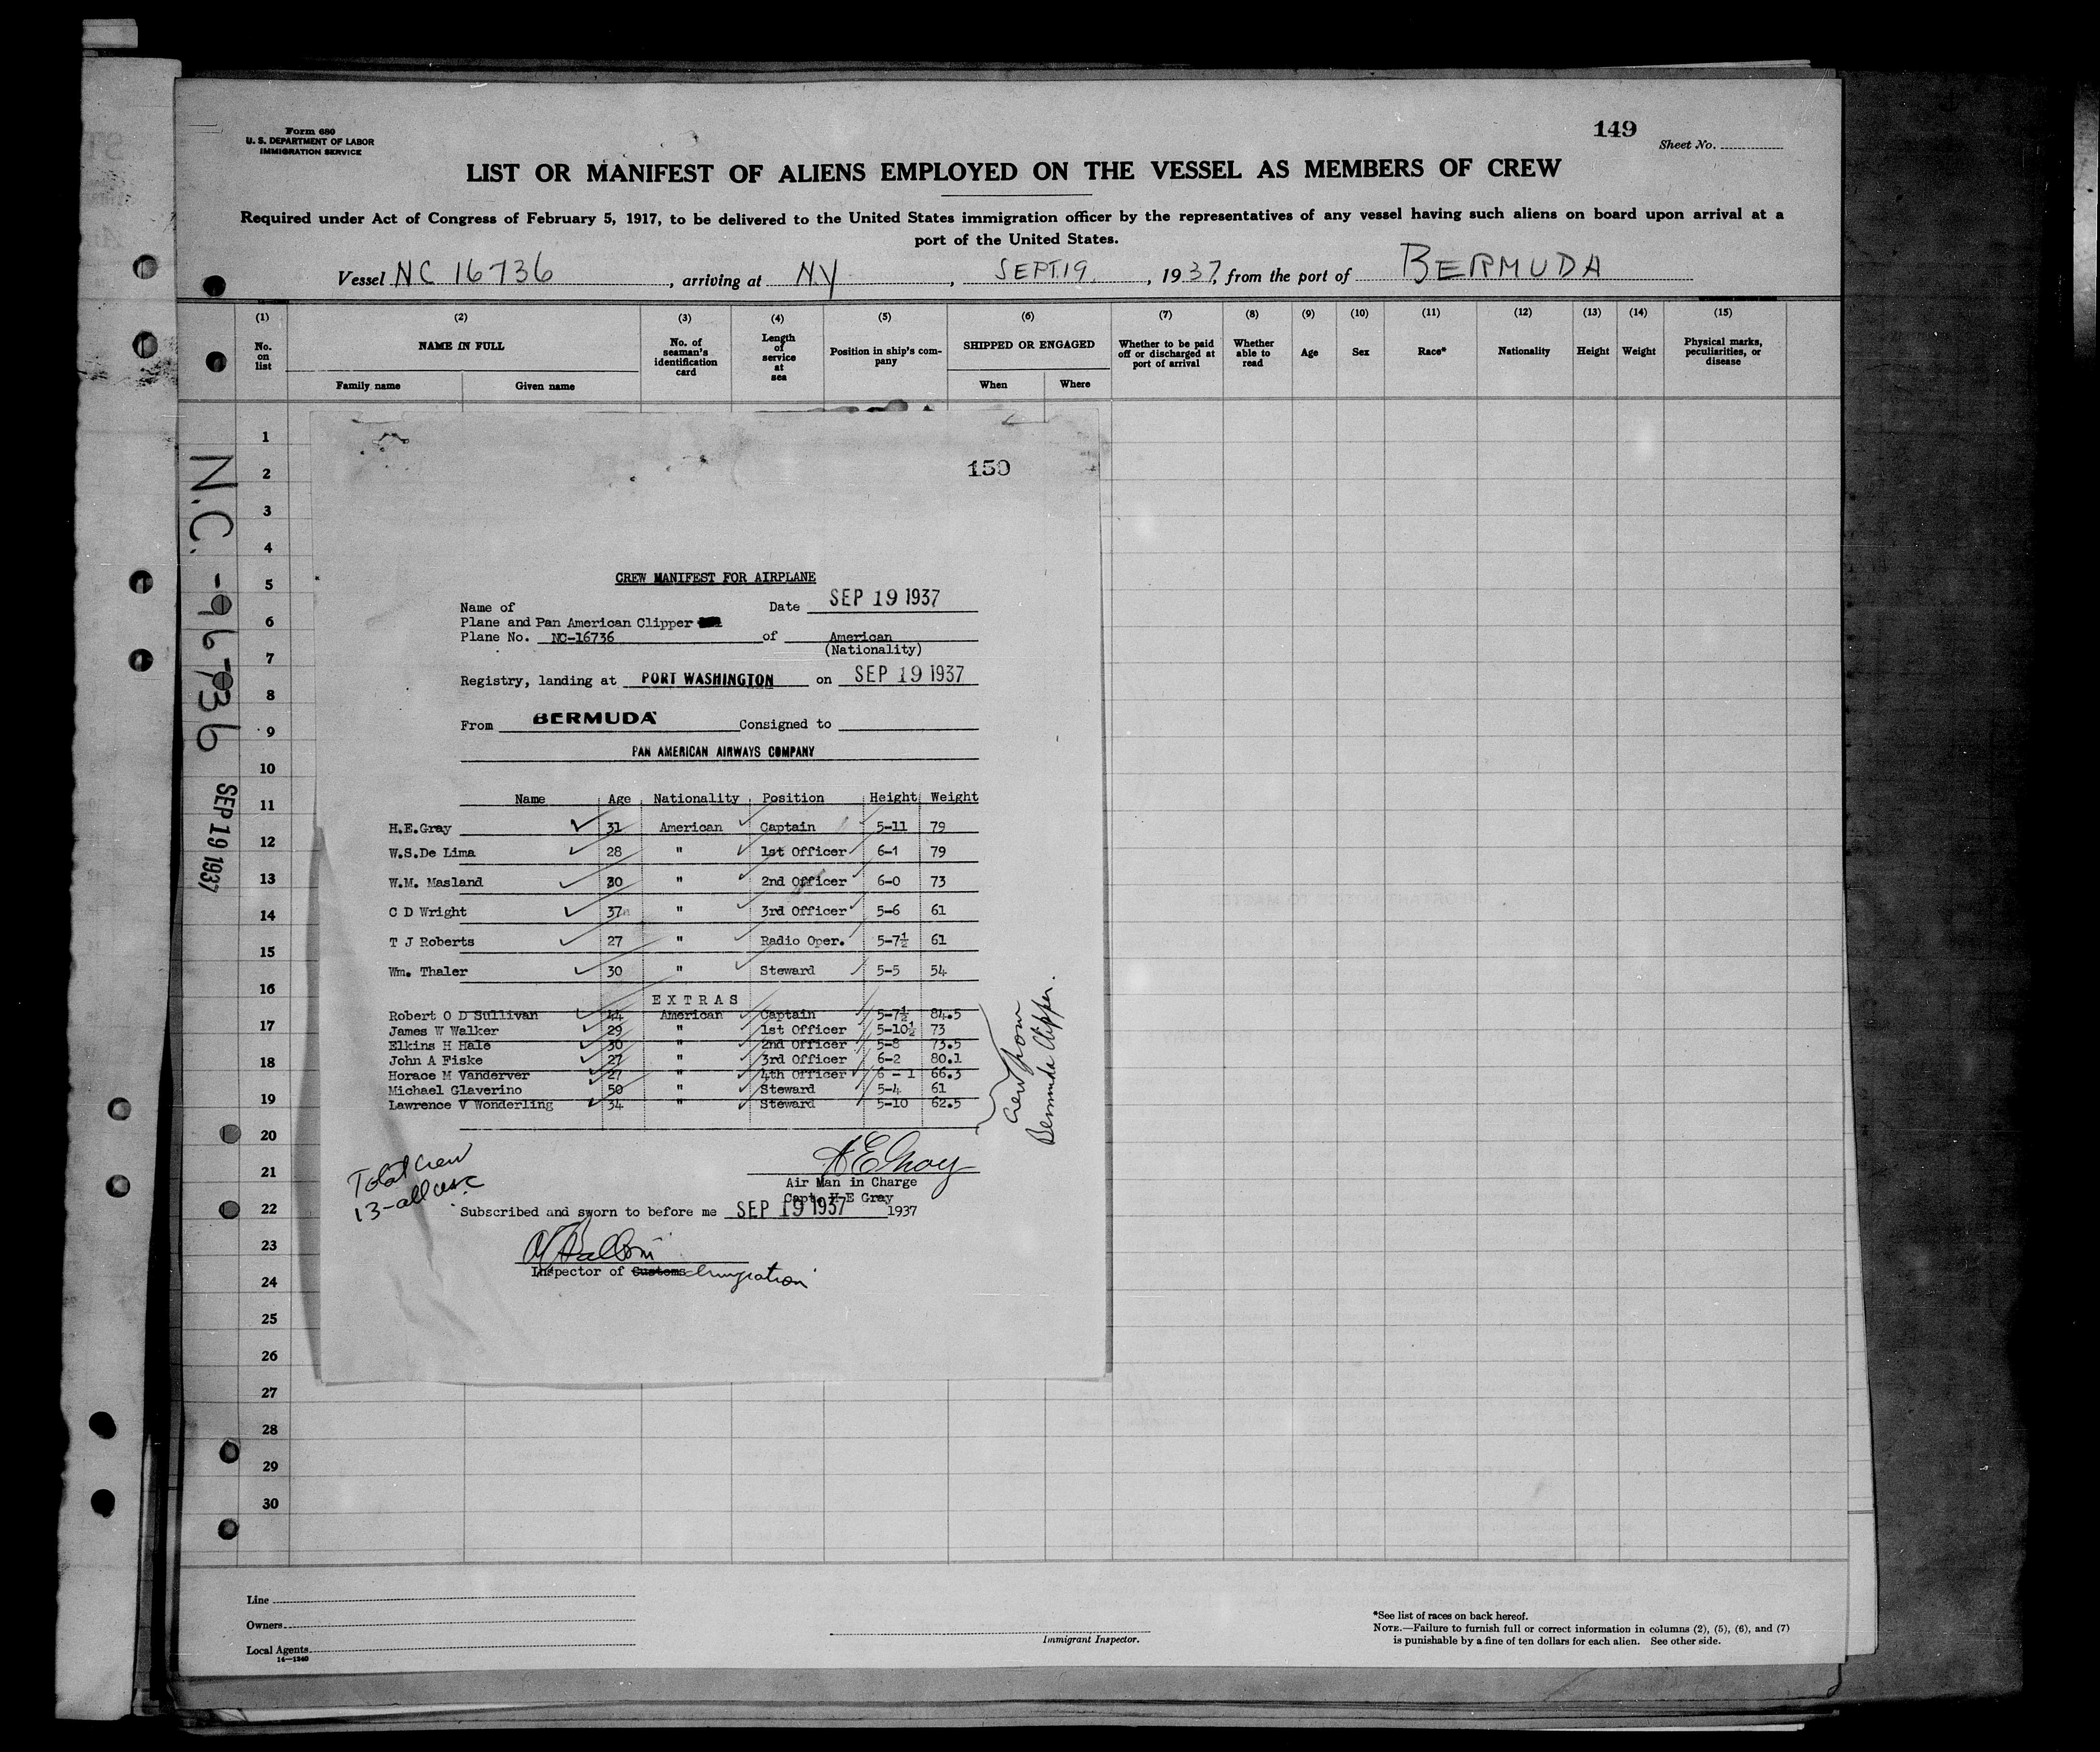 Form 680
U. S. DEPARTMENT OF LABOR
IMMIGRATION SERVICE
149
Sheet No.
LIST OR MANIFEST OF ALIENS EMPLOYED ON THE VESSEL AS MEMBERS OF CREW
Required under Act of Congress of February 5, 1917, to be delivered to the United States immigration officer by the representatives of any vessel having such aliens on board upon arrival at a
port of the United States.
Vessel NC 16736, arriving at N.Y, SEPT. 19, 1937, from the port of BERMUDA
(1) (2) (3) (4) (5) (6) (7) (8) (9) (10) (11) (12) (13) (14) (15)
No. on list
NAME IN FULL
Family name Given name
No. of seaman's identification card
Length of service at sea
Position in ship's company
SHIPPED OR ENGAGED
When Where
Whether to be paid off or discharged at port of arrival
Whether able to read
Age
Sex
Race*
Nationality
Height
Weight
Physical marks, peculiarities, or disease
1
2
3
4
5
6
7
8
9
10
11
12
13
14
15
16
17
18
19
20
21
22
23
24
25
26
27
28
29
30
N.C. - 96736
SEP 19 1937
150
CREW MANIFEST FOR AIRPLANE
Name of Date SEP 19 1937
Plane and Pan American Clipper
Plane No. NC-16736 of American
(Nationality)
Registry, landing at PORT WASHINGTON on SEP 19 1937
From BERMUDA Consigned to
PAN AMERICAN AIRWAYS COMPANY
Name Age Nationality Position Height Weight
H.E.Gray 31 American Captain 5-11 79
W.S.De Lima 28 " 1st Officer 6-1 79
W.M. Masland 30 " 2nd Officer 6-0 73
C D Wright 37 " 3rd Officer 5-6 61
T J Roberts 27 " Radio Oper. 5-7½ 61
Wm. Thaler 30 " Steward 5-5 54
EXTRAS
Robert O D Sullivan 44 American Captain 5-7½ 84.5
James W Walker 29 " 1st Officer 5-10½ 73
Elkins H Hale 30 " 2nd Officer 5-8 73.5
John A Fiske 27 " 3rd Officer 6-2 80.1
Horace M Vanderver 27 " 4th Officer 6 - 1 66.3
Michael Glaverino 50 " Steward 5-4 61
Lawrence V Wonderling 34 " Steward 5-10 62.5
Crew from
Bermuda Clipper.
Total crew
13-all USC
H E Gray
Air Man in Charge
Capt. H E Gray
Subscribed and sworn to before me SEP 19 1937 1937
Inspector of Customs Immigration
Line
Owners
Local Agents
14—1240
Immigrant Inspector.
*See list of races on back hereof.
NOTE.—Failure to furnish full or correct information in columns (2), (5), (6), and (7)
is punishable by a fine of ten dollars for each alien. See other side.